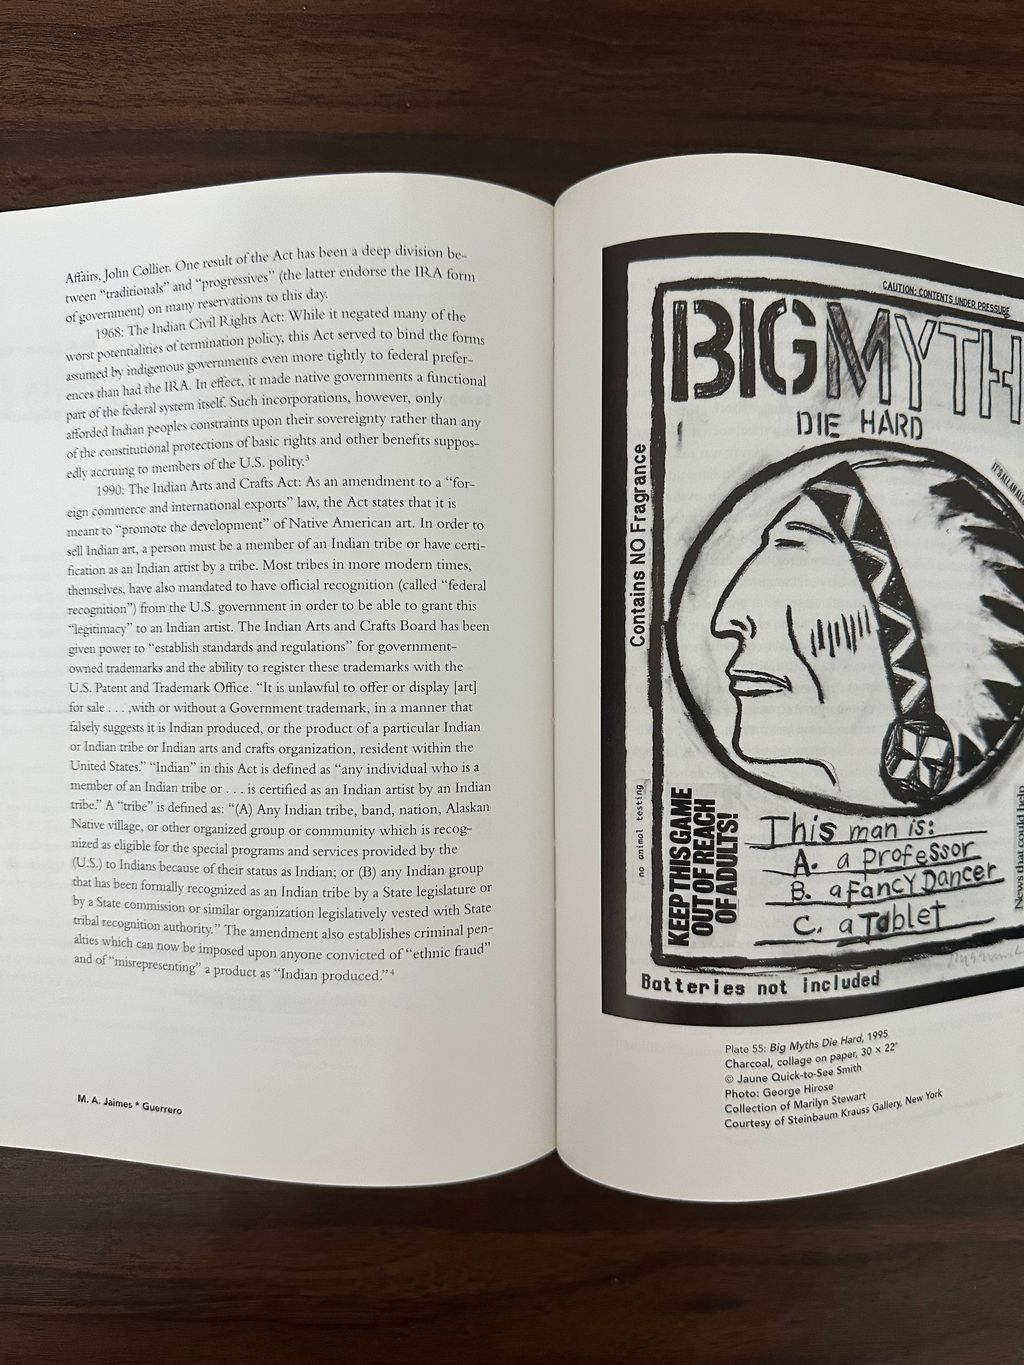 Affairs, John Collier. One result of the Act has been a deep division be-
tween “traditionals” and “progressives” (the latter endorse the IRA form
of government) on many reservations to this day.
1968: The Indian Civil Rights Act: While it negated many of the
worst potentialities of termination policy, this Act served to bind the forms
assumed by indigenous governments even more tightly to federal prefer-
ences than had the IRA. In effect, it made native governments a functional
part of the federal system itself. Such incorporations, however, only
afforded Indian peoples constraints upon their sovereignty rather than any
of the constitutional protections of basic rights and other benefits suppos-
edly accruing to members of the U.S. polity.³
1990: The Indian Arts and Crafts Act: As an amendment to a “for-
eign commerce and international exports” law, the Act states that it is
meant to “promote the development” of Native American art. In order to
sell Indian art, a person must be a member of an Indian tribe or have certi-
fication as an Indian artist by a tribe. Most tribes in more modern times,
themselves, have also mandated to have official recognition (called “federal
recognition”) from the U.S. government in order to be able to grant this
“legitimacy” to an Indian artist. The Indian Arts and Crafts Board has been
given power to “establish standards and regulations” for government-
owned trademarks and the ability to register these trademarks with the
U.S. Patent and Trademark Office. “It is unlawful to offer or display [art]
for sale . . . ,with or without a Government trademark, in a manner that
falsely suggests it is Indian produced, or the product of a particular Indian
or Indian tribe or Indian arts and crafts organization, resident within the
United States.” “Indian” in this Act is defined as “any individual who is a
member of an Indian tribe or . . . is certified as an Indian artist by an Indian
tribe.” A “tribe” is defined as: “(A) Any Indian tribe, band, nation, Alaskan
Native village, or other organized group or community which is recog-
nized as eligible for the special programs and services provided by the
(U.S.) to Indians because of their status as Indian; or (B) any Indian group
that has been formally recognized as an Indian tribe by a State legislature or
by a State commission or similar organization legislatively vested with State
tribal recognition authority.” The amendment also establishes criminal pen-
alties which can now be imposed upon anyone convicted of “ethnic fraud”
and of “misrepresenting” a product as “Indian produced.”⁴
M. A. Jaimes * Guerrero
CAUTION: CONTENTS UNDER PRESSURE
BIG MYTH
DIE HARD
Contains NO Fragrance
no animal testing
KEEP THIS GAME
OUT OF REACH
OF ADULTS!
This man is:
A. a professor
B. a Fancy Dancer
C. a Tablet
News that could help
Batteries not included
Plate 55: Big Myths Die Hard, 1995
Charcoal, collage on paper, 30 × 22"
© Jaune Quick-to-See Smith
Photo: George Hirose
Collection of Marilyn Stewart
Courtesy of Steinbaum Krauss Gallery, New York